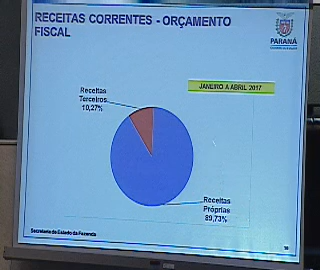 RECEITAS CORRENTES - ORÇAMENTO
FISCAL
PARANÁ
JANEIRO A ABRIL 2017
Receitas
Terceiros
10,27%
Receitas
Próprias
89,73%
Secretaria de Estado da Fazenda